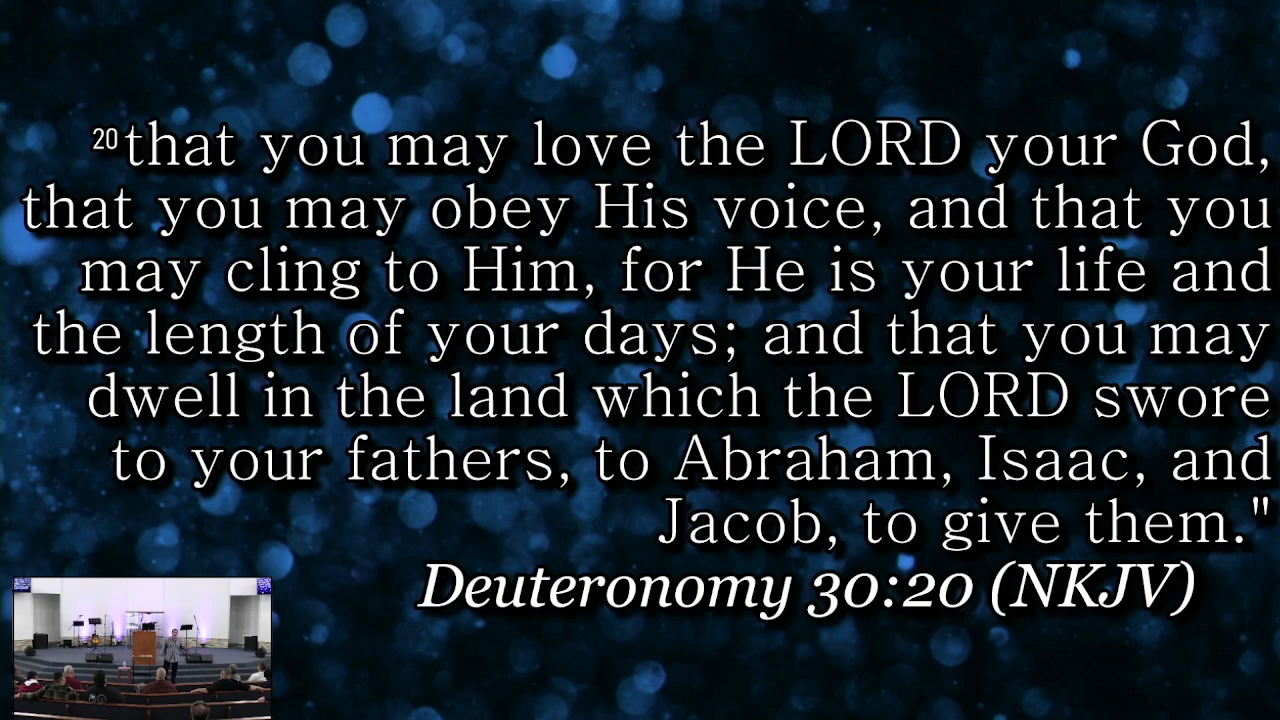 20that you may love the LORD your God,
that you may obey His voice, and that you
may cling to Him, for He is your life and
the length of your days; and that you may
dwell in the land which the LORD swore
to your fathers, to Abraham, Isaac, and
Jacob, to give them."
Deuteronomy 30:20 (NKJV)